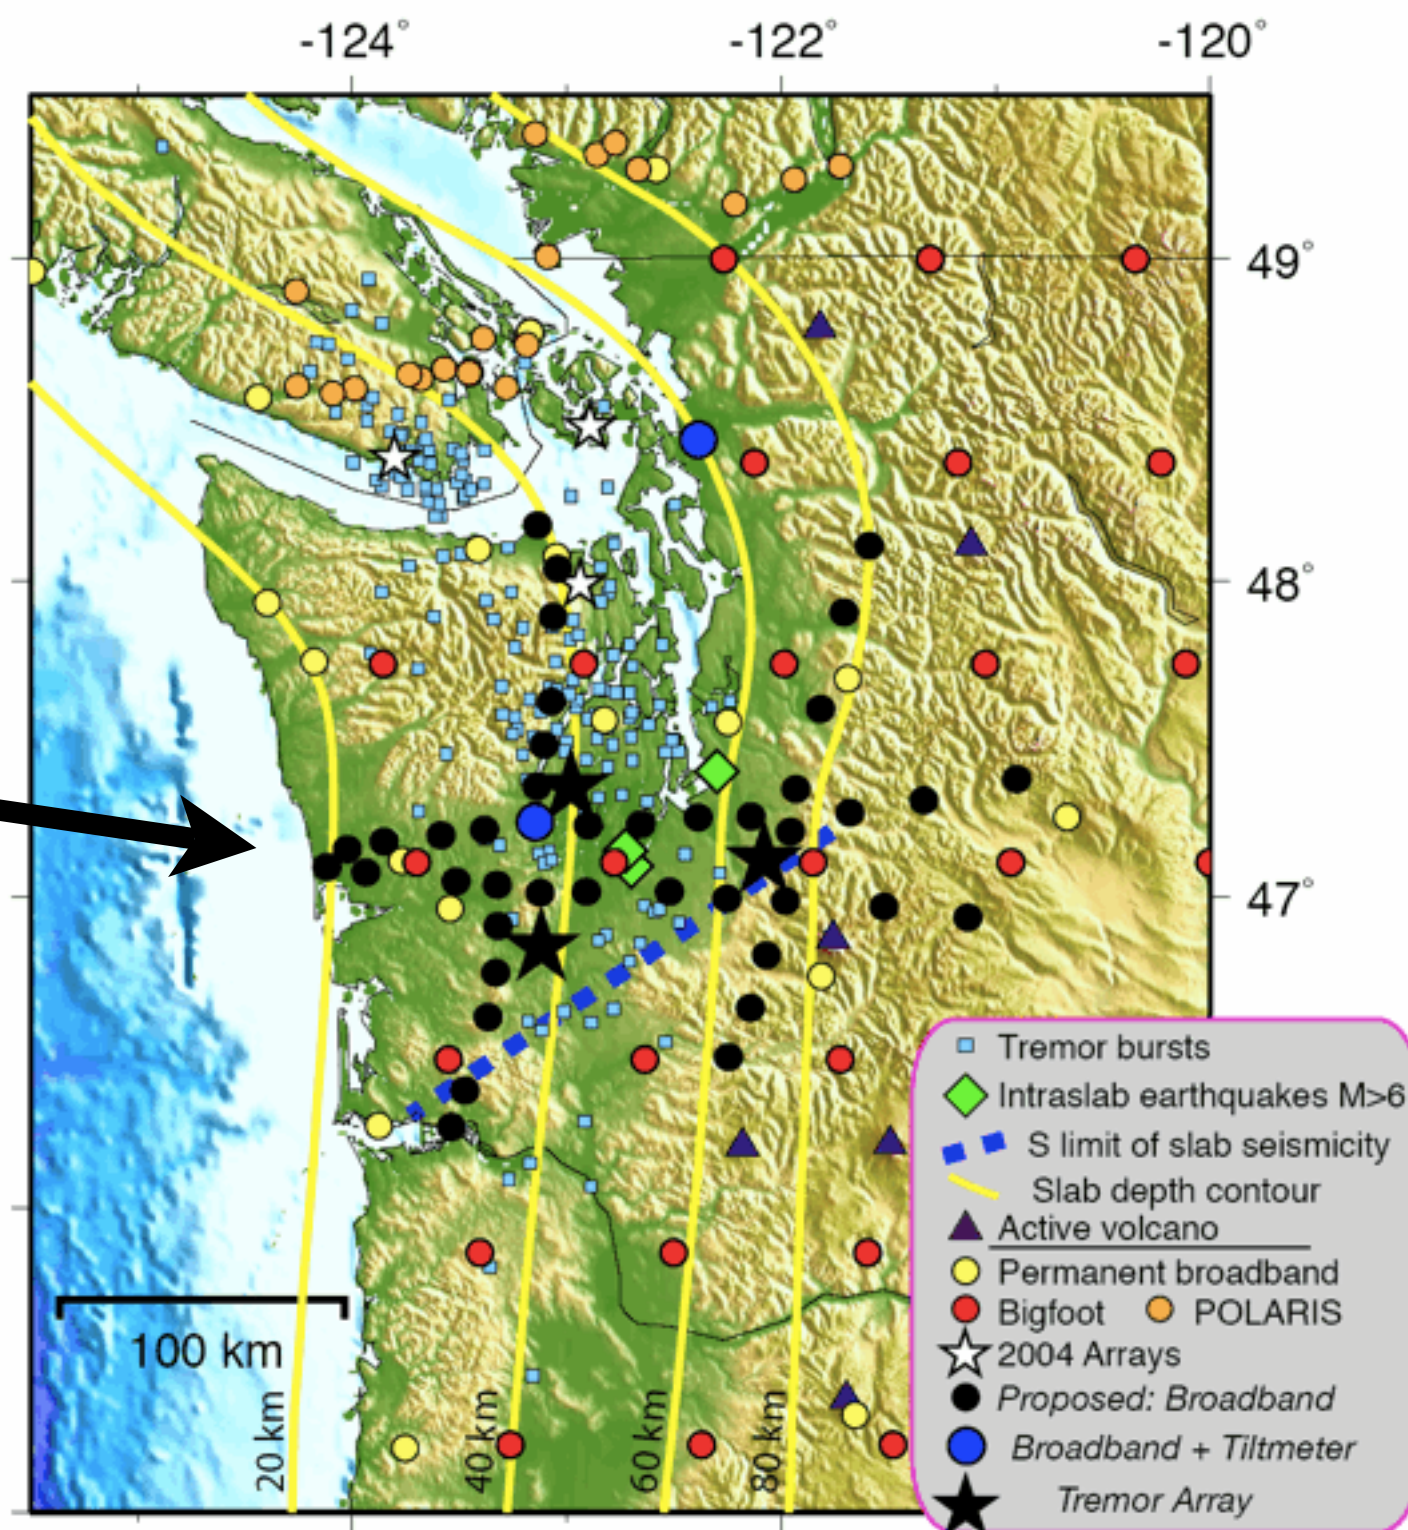 -124° -122° -120°
49°
48°
47°
100 km
20 km
40 km
60 km
80 km
Tremor bursts
Intraslab earthquakes M>6
S limit of slab seismicity
Slab depth contour
Active volcano
Permanent broadband
Bigfoot POLARIS
2004 Arrays
Proposed: Broadband
Broadband + Tiltmeter
Tremor Array